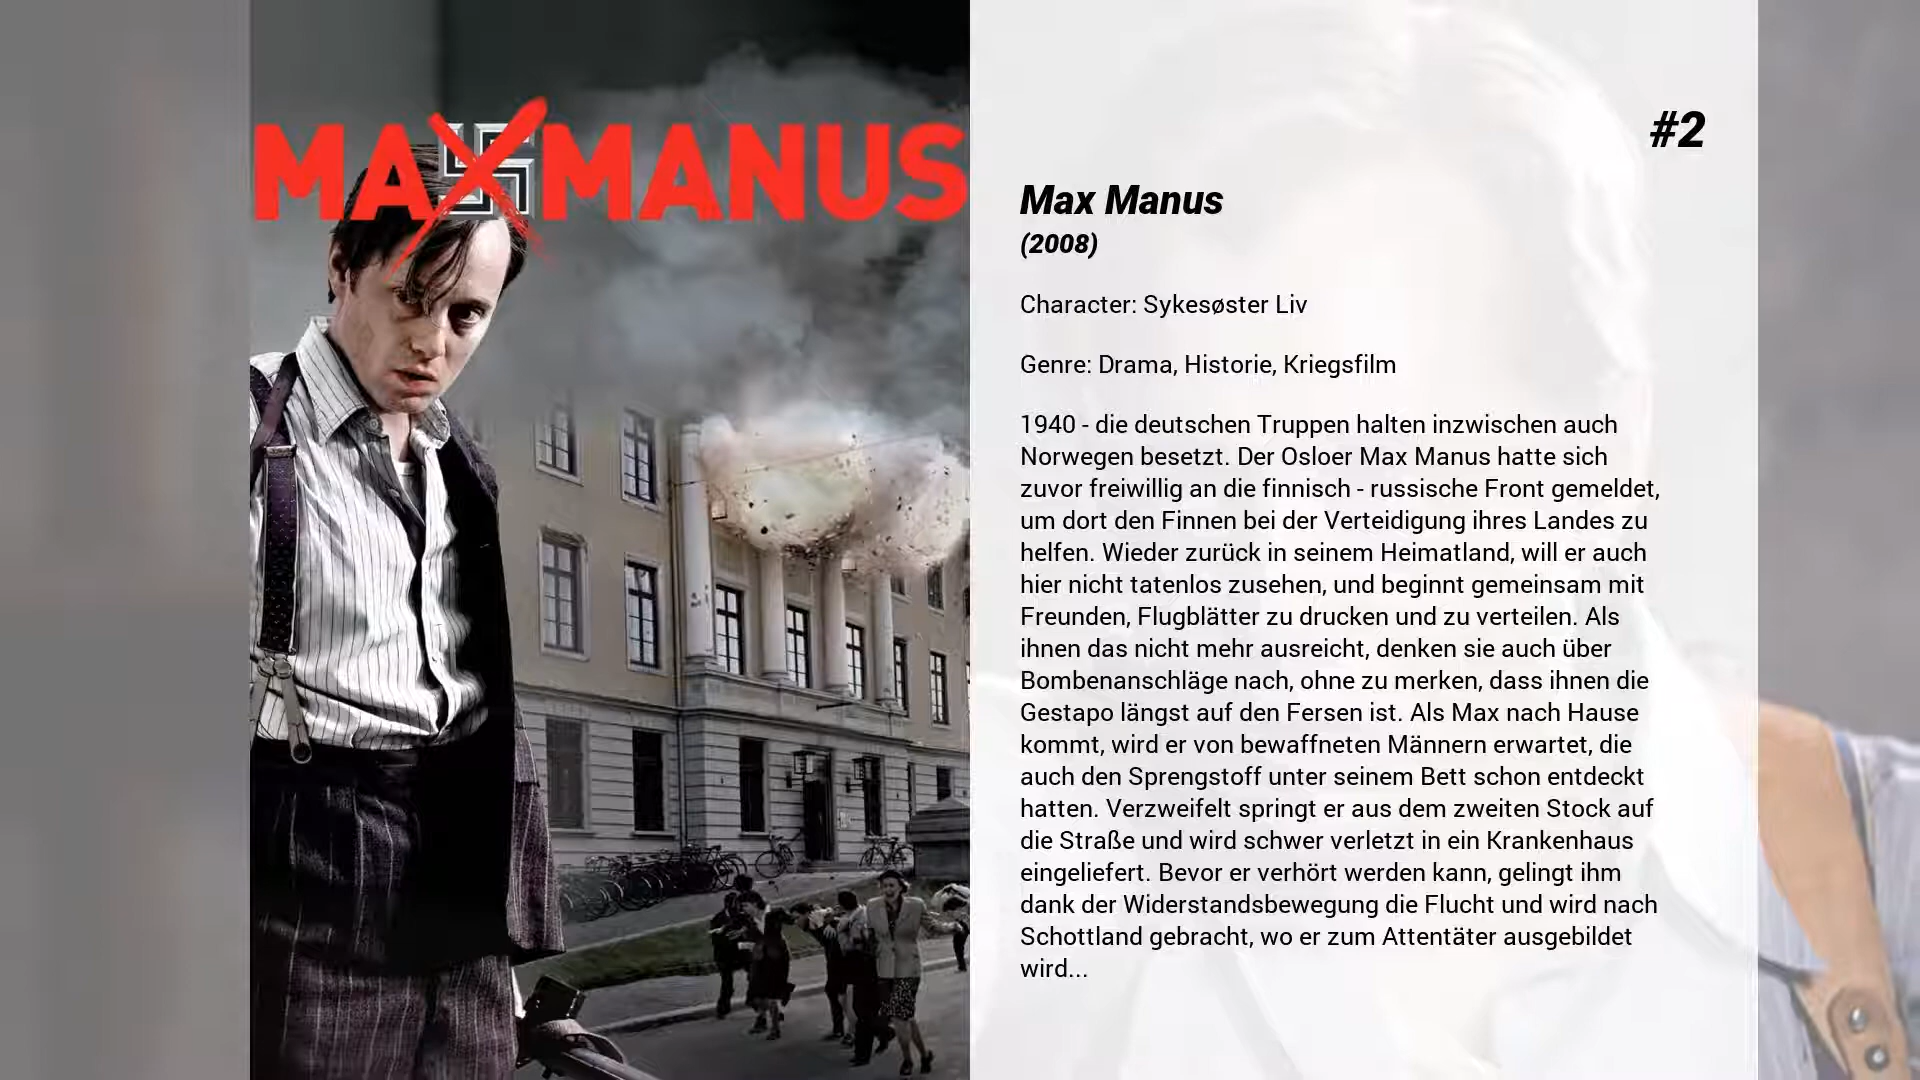 MAXMANUS
#2
Max Manus
(2008)
Character: Sykesøster Liv
Genre: Drama, Historie, Kriegsfilm
1940 - die deutschen Truppen halten inzwischen auch
Norwegen besetzt. Der Osloer Max Manus hatte sich
zuvor freiwillig an die finnisch - russische Front gemeldet,
um dort den Finnen bei der Verteidigung ihres Landes zu
helfen. Wieder zurück in seinem Heimatland, will er auch
hier nicht tatenlos zusehen, und beginnt gemeinsam mit
Freunden, Flugblätter zu drucken und zu verteilen. Als
ihnen das nicht mehr ausreicht, denken sie auch über
Bombenanschläge nach, ohne zu merken, dass ihnen die
Gestapo längst auf den Fersen ist. Als Max nach Hause
kommt, wird er von bewaffneten Männern erwartet, die
auch den Sprengstoff unter seinem Bett schon entdeckt
hatten. Verzweifelt springt er aus dem zweiten Stock auf
die Straße und wird schwer verletzt in ein Krankenhaus
eingeliefert. Bevor er verhört werden kann, gelingt ihm
dank der Widerstandsbewegung die Flucht und wird nach
Schottland gebracht, wo er zum Attentäter ausgebildet
wird...